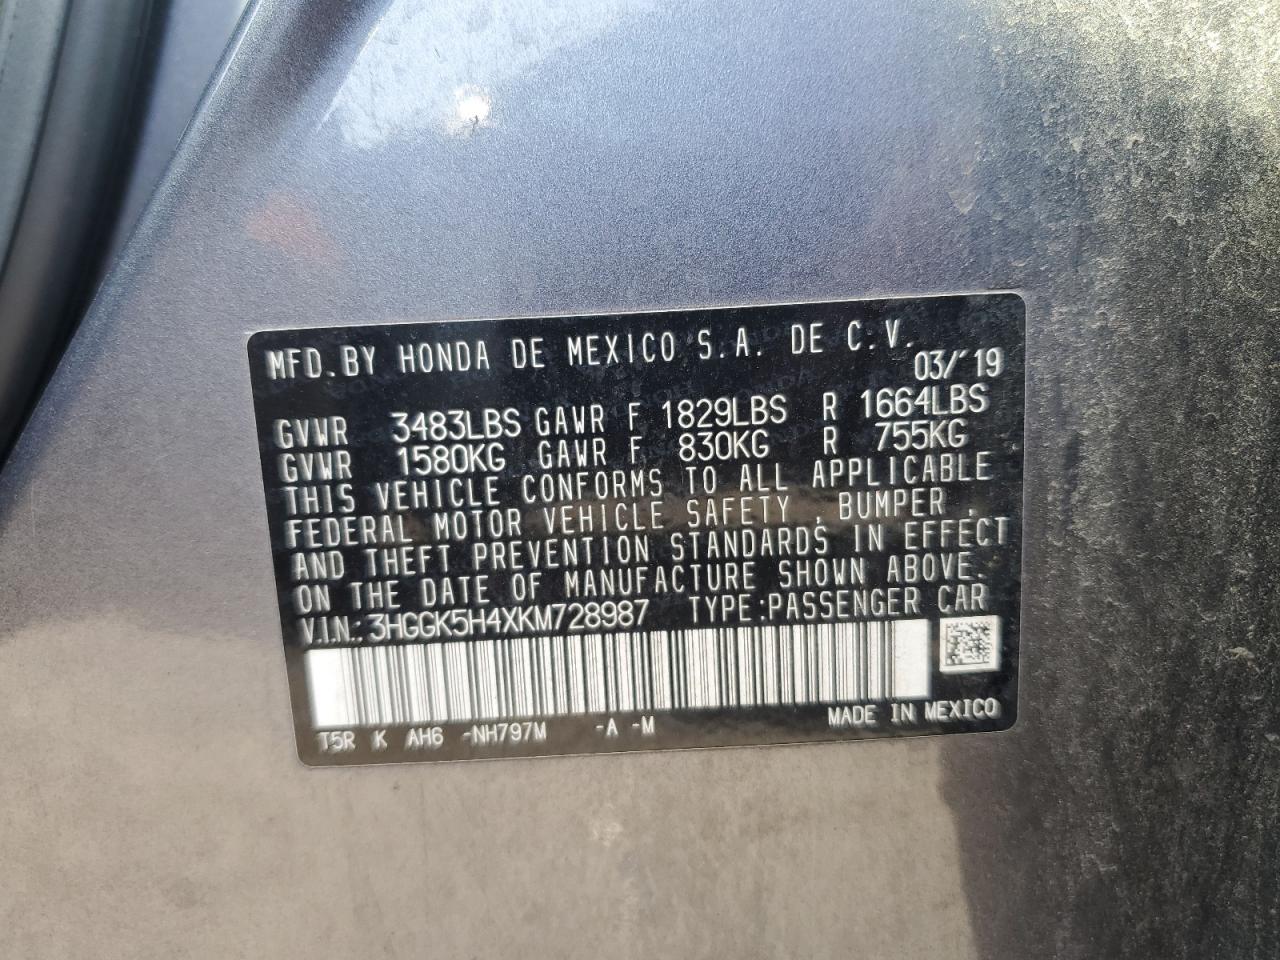 MFD.BY HONDA DE MEXICO S.A. DE C.V.
03/'19
GVWR 3483LBS GAWR F 1829LBS R 1664LBS
GVWR 1580KG GAWR F 830KG R 755KG
THIS VEHICLE CONFORMS TO ALL APPLICABLE
FEDERAL MOTOR VEHICLE SAFETY , BUMPER ,
AND THEFT PREVENTION STANDARDS IN EFFECT
ON THE DATE OF MANUFACTURE SHOWN ABOVE.
V.I.N.: 3HGGK5H4XKM728987 TYPE:PASSENGER CAR
T5R K AH6 -NH797M -A -M MADE IN MEXICO